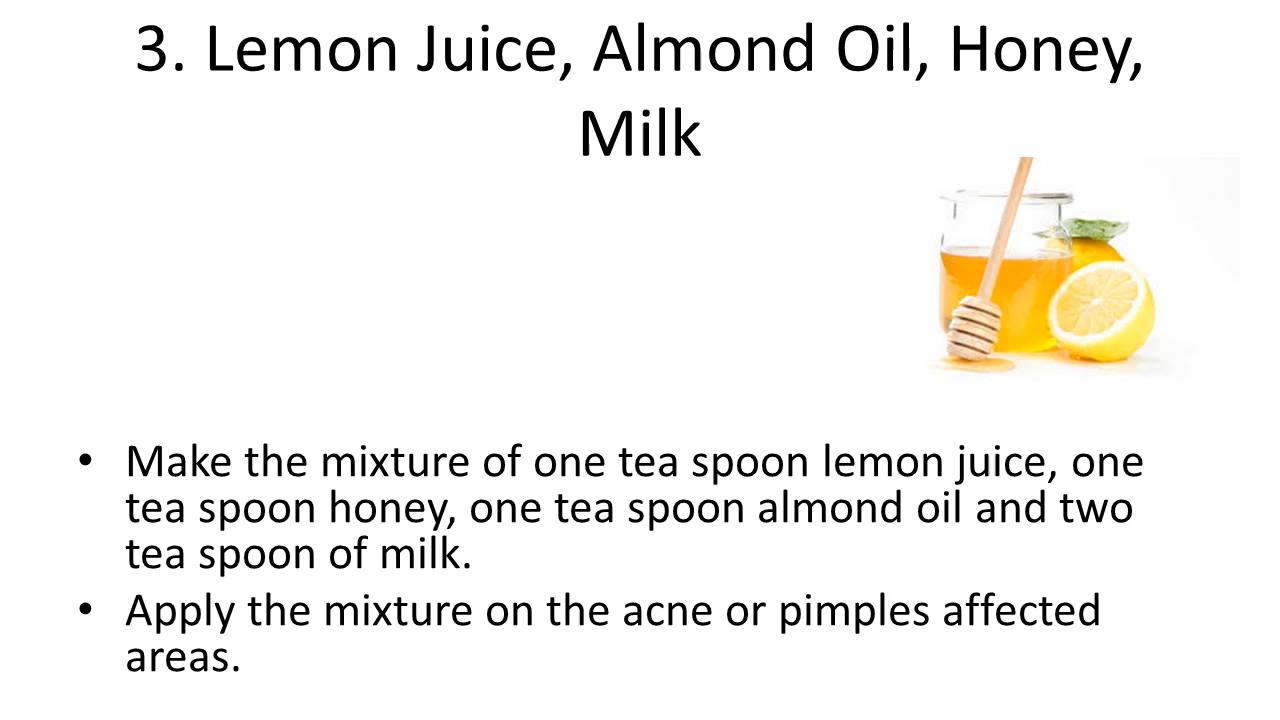 3. Lemon Juice, Almond Oil, Honey,
Milk
• Make the mixture of one tea spoon lemon juice, one
tea spoon honey, one tea spoon almond oil and two
tea spoon of milk.
• Apply the mixture on the acne or pimples affected
areas.